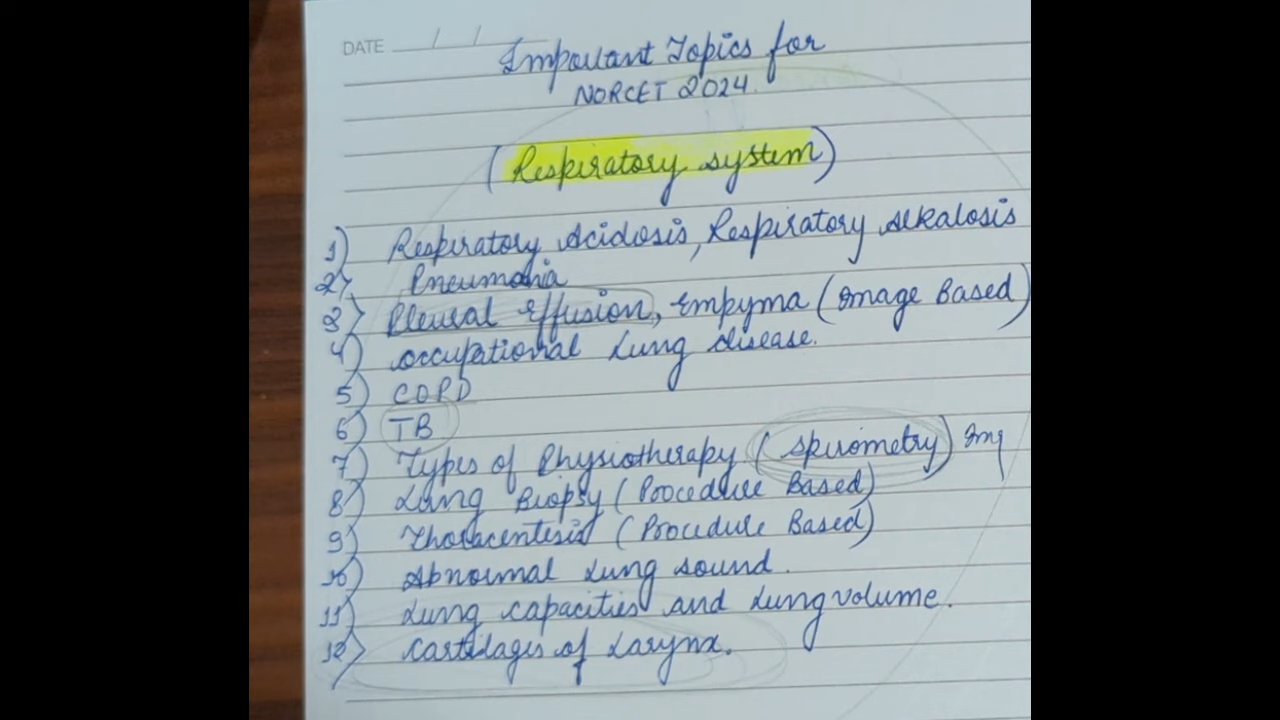 DATE / /
Important Topics for
NORCET 2024.
(Respiratory system)
1) Respiratory Acidosis, Respiratory Alkalosis
2) Pneumonia
3) Pleural Effusion, Empyma (Image Based)
4) Occupational Lung disease.
5) COPD
6) TB
7) Types of Physiotherapy (Spirometry) Img
8) Lung Biopsy (Procedure Based)
9) Thoracentesis (Procedure Based)
10) Abnormal Lung sound.
11) Lung capacities and Lung volume.
12) Cartilages of Larynx.